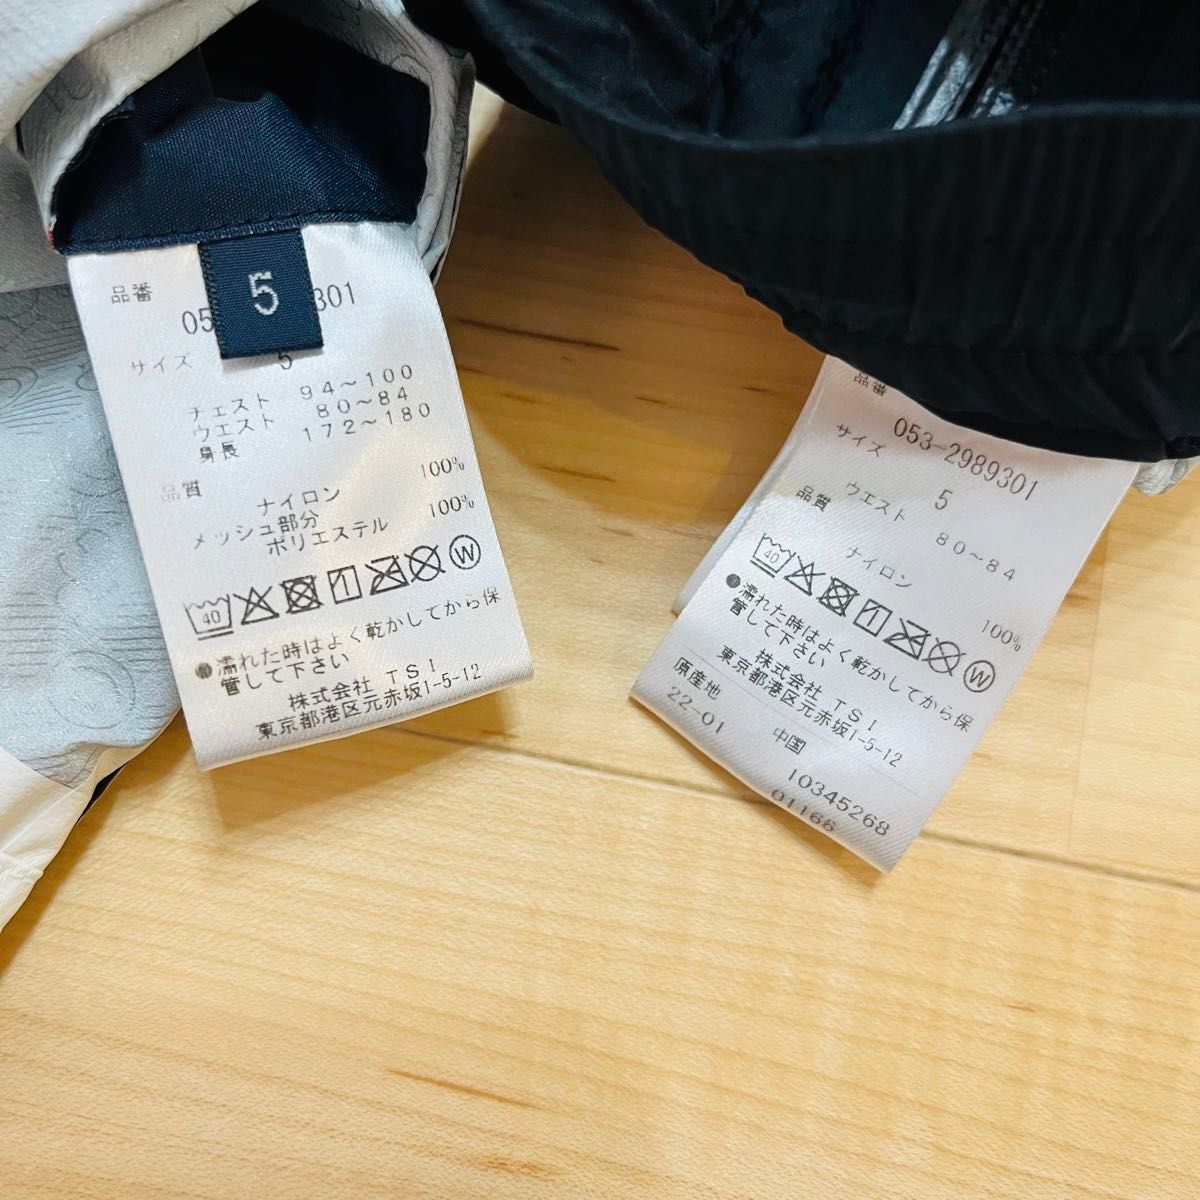 5
品番
05 301
サイズ 5
チェスト 94～100
ウエスト 80～84
身長 172～180
品質
ナイロン 100%
メッシュ部分
ポリエステル 100%
40 W
濡れた時はよく乾かしてから保
管して下さい
株式会社 TSI
東京都港区元赤坂1-5-12
品番
053-2989301
サイズ 5
ウエスト 80～84
品質
ナイロン 100%
40 W
濡れた時はよく乾かしてから保
管して下さい
株式会社 TSI
東京都港区元赤坂1-5-12
原産地 中国
22-01 10345268
01166